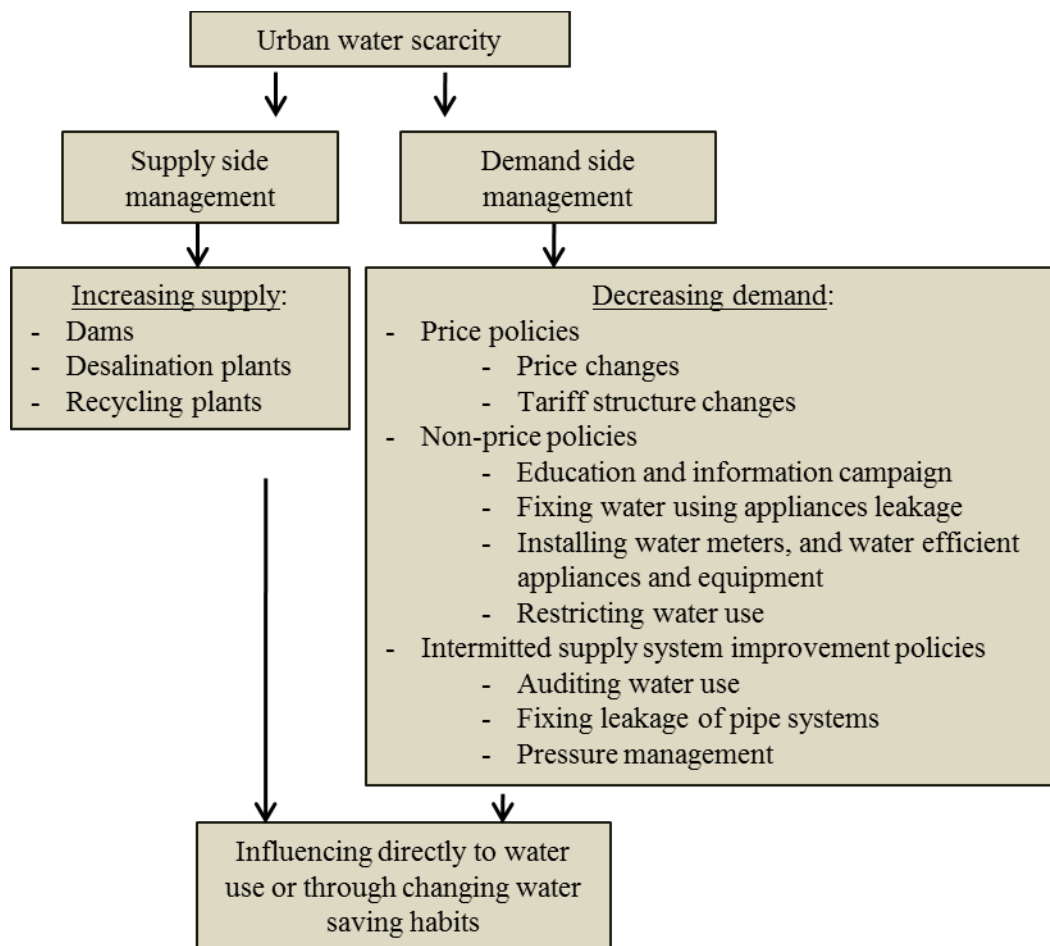 Urban water scarcity
Supply side
management
Demand side
management
Increasing supply:
- Dams
- Desalination plants
- Recycling plants
Decreasing demand:
- Price policies
- Price changes
- Tariff structure changes
- Non-price policies
- Education and information campaign
- Fixing water using appliances leakage
- Installing water meters, and water efficient
appliances and equipment
- Restricting water use
- Intermitted supply system improvement policies
- Auditing water use
- Fixing leakage of pipe systems
- Pressure management
Influencing directly to water
use or through changing water
saving habits